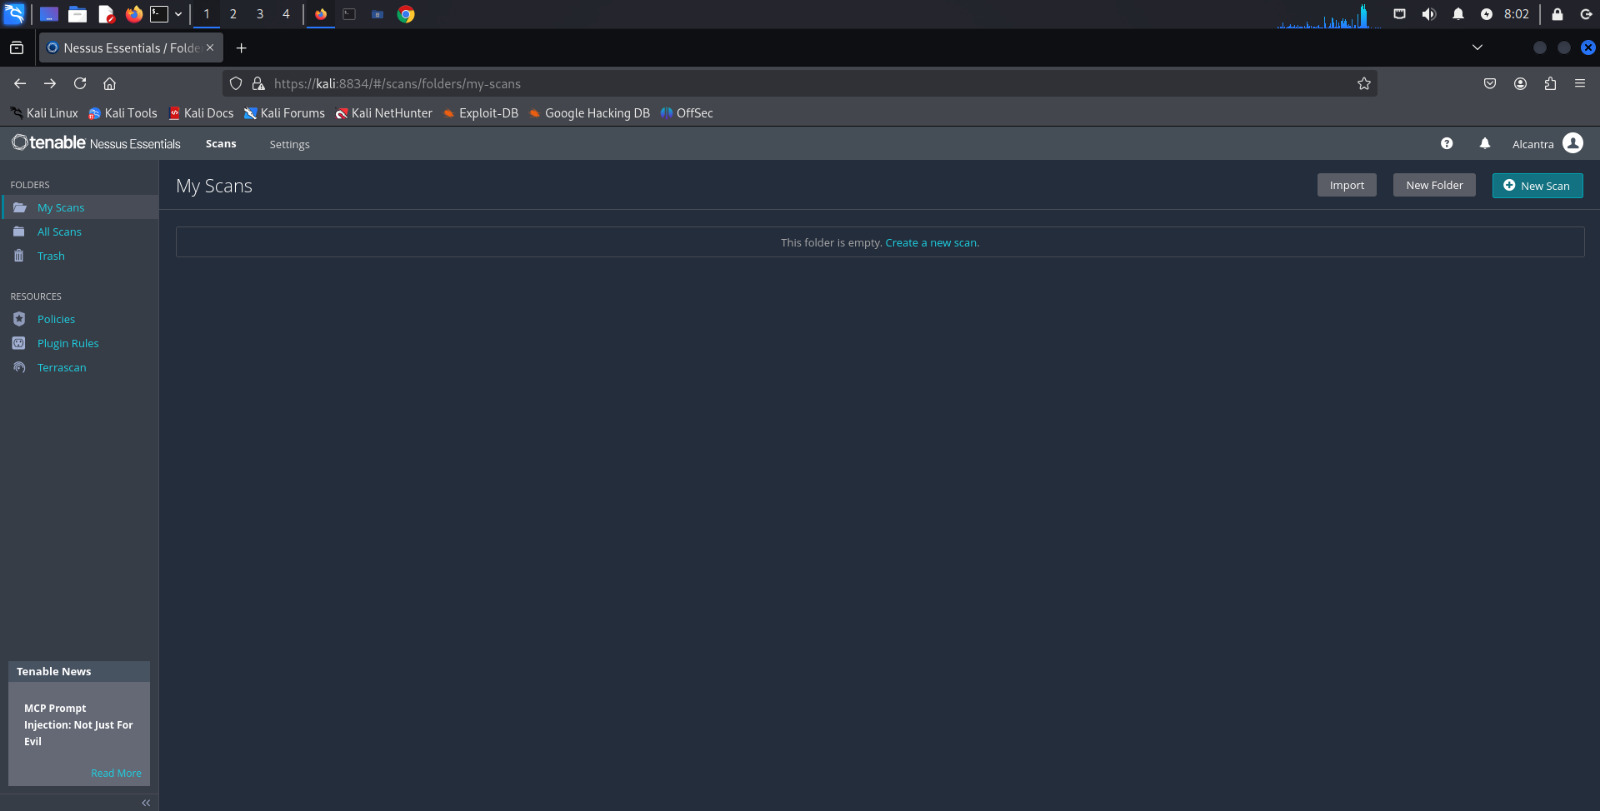 1 2 3 4
8:02
Nessus Essentials / Folde
https://kali:8834/#/scans/folders/my-scans
Kali Linux Kali Tools Kali Docs Kali Forums Kali NetHunter Exploit-DB Google Hacking DB OffSec
tenable Nessus Essentials Scans Settings Alcantra
FOLDERS
My Scans
All Scans
Trash
RESOURCES
Policies
Plugin Rules
Terrascan
My Scans
Import New Folder New Scan
This folder is empty. Create a new scan.
Tenable News
MCP Prompt
Injection: Not Just For
Evil
Read More